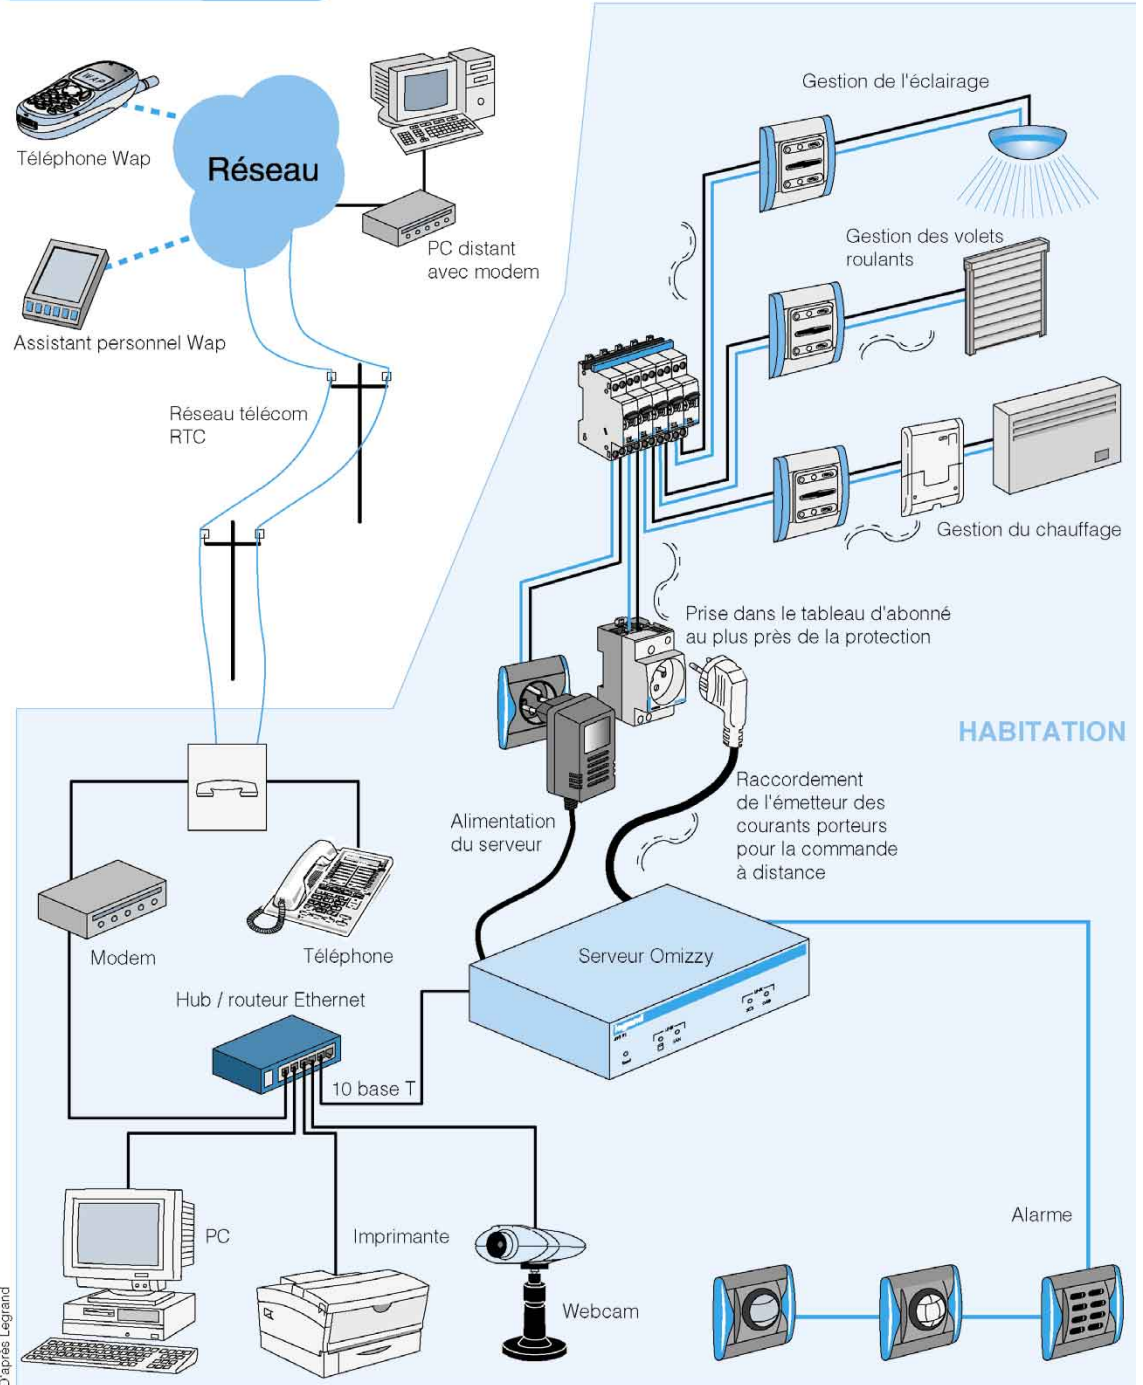 Téléphone Wap
WAP
Réseau
PC distant
avec modem
Assistant personnel Wap
Réseau télécom
RTC
Gestion de l'éclairage
Gestion des volets
roulants
Gestion du chauffage
Prise dans le tableau d'abonné
au plus près de la protection
HABITATION
Raccordement
de l'émetteur des
courants porteurs
pour la commande
à distance
Alimentation
du serveur
Modem
Téléphone
Hub / routeur Ethernet
10 base T
Serveur Omizzy
PC
Imprimante
Webcam
Alarme
D'après Legrand